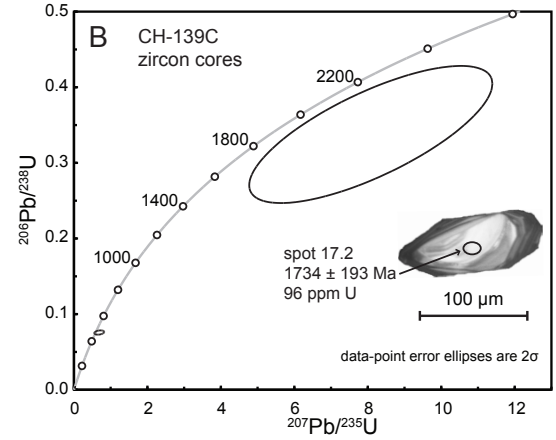 B
CH-139C
zircon cores
0.5
0.4
0.3
0.2
0.1
0.0
²⁰⁶Pb/²³⁸U
2200
1800
1400
1000
spot 17.2
1734 ± 193 Ma
96 ppm U
100 µm
data-point error ellipses are 2σ
0 2 4 6 8 10 12 14
²⁰⁷Pb/²³⁵U